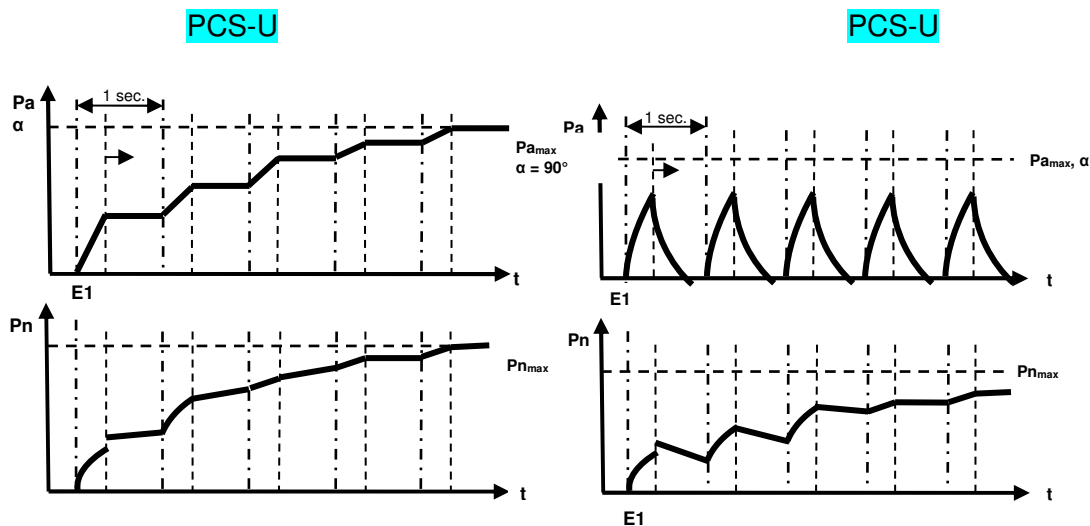 PCS-U
Pa
α
1 sec.
Pamax
α = 90°
t
E1
Pn
Pnmax
t
PCS-U
Pa
1 sec.
Pamax, α
t
E1
Pn
Pnmax
t
E1